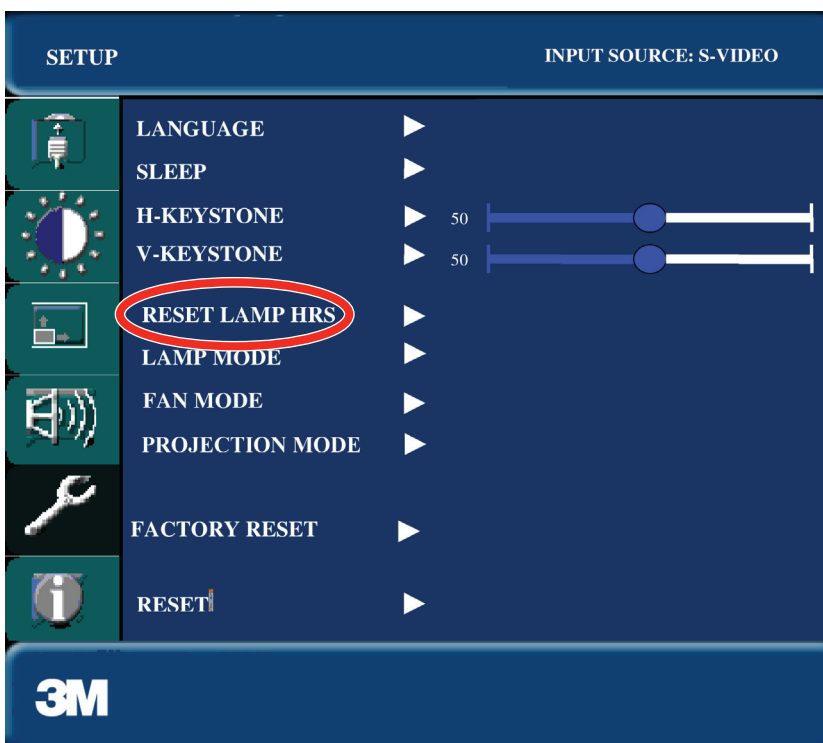 SETUP INPUT SOURCE: S-VIDEO
LANGUAGE
SLEEP
H-KEYSTONE 50
V-KEYSTONE 50
RESET LAMP HRS
LAMP MODE
FAN MODE
PROJECTION MODE
FACTORY RESET
RESET
3M